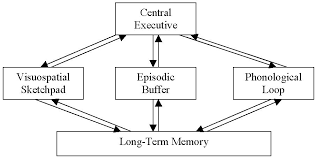 Central
Executive
Visuospatial
Sketchpad
Episodic
Buffer
Phonological
Loop
Long-Term Memory